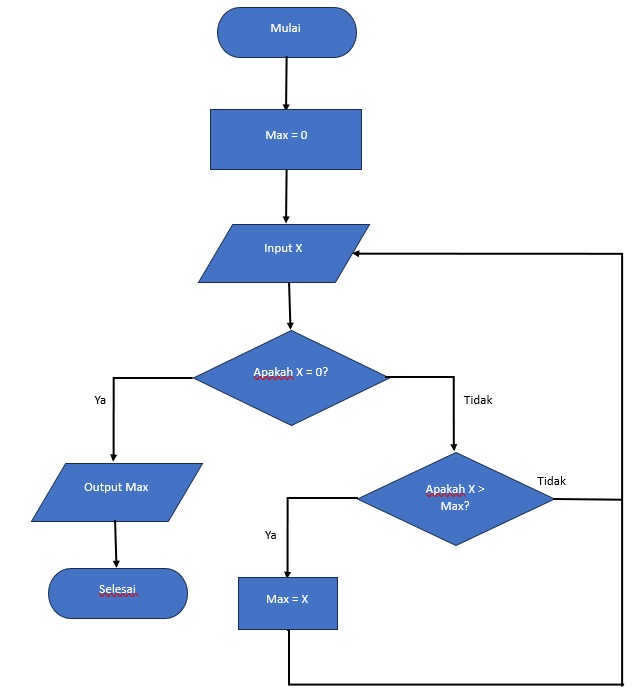 Mulai
Max = 0
Input X
Apakah X = 0?
Ya
Tidak
Output Max
Apakah X >
Max?
Tidak
Ya
Selesai
Max = X